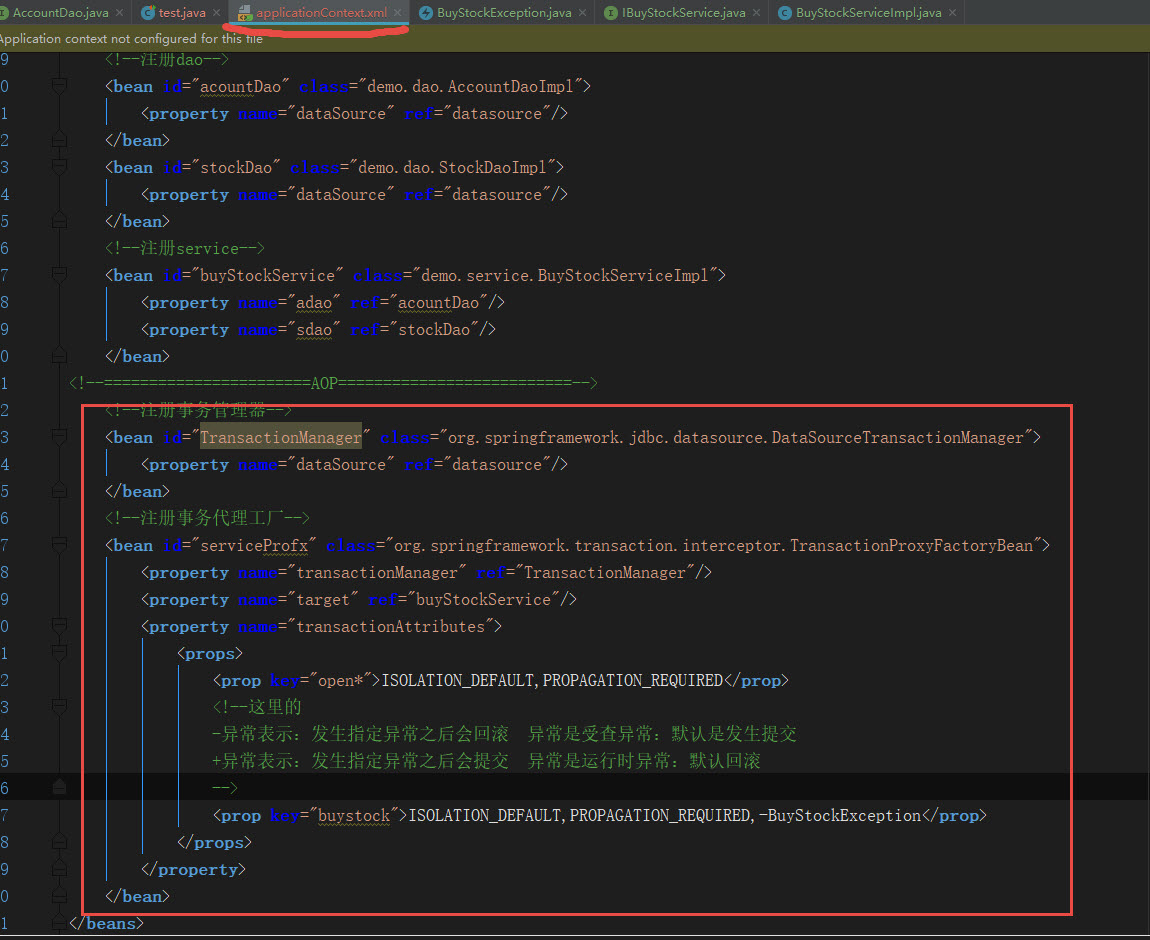 AccountDao.java
test.java
applicationContext.xml
BuyStockException.java
IBuyStockService.java
BuyStockServiceImpl.java
Application context not configured for this file
9 <!--注册dao-->
0 <bean id="acountDao" class="demo.dao.AccountDaoImpl">
1 <property name="dataSource" ref="datasource"/>
2 </bean>
3 <bean id="stockDao" class="demo.dao.StockDaoImpl">
4 <property name="dataSource" ref="datasource"/>
5 </bean>
6 <!--注册service-->
7 <bean id="buyStockService" class="demo.service.BuyStockServiceImpl">
8 <property name="adao" ref="acountDao"/>
9 <property name="sdao" ref="stockDao"/>
0 </bean>
1 <!--=======================AOP==========================-->
2 <!--注册事务管理器-->
3 <bean id="TransactionManager" class="org.springframework.jdbc.datasource.DataSourceTransactionManager">
4 <property name="dataSource" ref="datasource"/>
5 </bean>
6 <!--注册事务代理工厂-->
7 <bean id="serviceProfx" class="org.springframework.transaction.interceptor.TransactionProxyFactoryBean">
8 <property name="transactionManager" ref="TransactionManager"/>
9 <property name="target" ref="buyStockService"/>
0 <property name="transactionAttributes">
1 <props>
2 <prop key="open*">ISOLATION_DEFAULT,PROPAGATION_REQUIRED</prop>
3 <!--这里的
4 -异常表示：发生指定异常之后会回滚 异常是受查异常：默认是发生提交
5 +异常表示：发生指定异常之后会提交 异常是运行时异常：默认回滚
6 -->
7 <prop key="buystock">ISOLATION_DEFAULT,PROPAGATION_REQUIRED,-BuyStockException</prop>
8 </props>
9 </property>
0 </bean>
1 </beans>